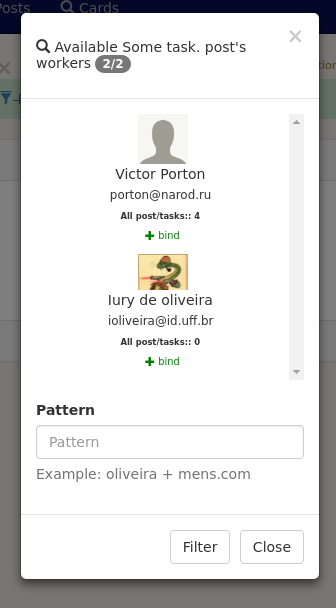 Posts Cards
Available Some task. post's
workers 2/2
×
Victor Porton
porton@narod.ru
All post/tasks:: 4
bind
Iury de oliveira
ioliveira@id.uff.br
All post/tasks:: 0
bind
Pattern
Pattern
Example: oliveira + mens.com
Filter Close